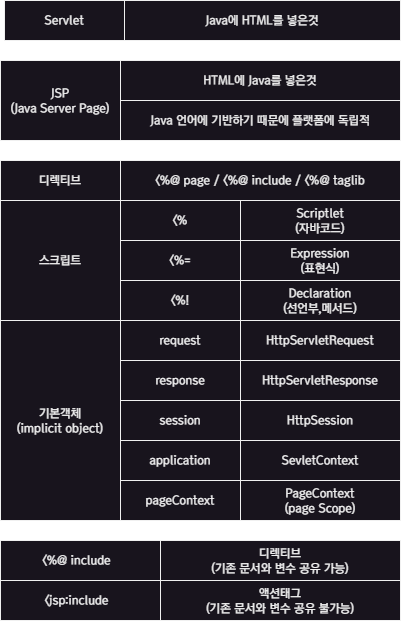 Servlet
Java에 HTML를 넣은것
JSP
(Java Server Page)
HTML에 Java를 넣은것
Java 언어에 기반하기 때문에 플랫폼에 독립적
디렉티브
<%@ page / <%@ include / <%@ taglib
스크립트
<%
Scriptlet
(자바코드)
<%=
Expression
(표현식)
<%!
Declaration
(선언부,메서드)
기본객체
(implicit object)
request
HttpServletRequest
response
HttpServletResponse
session
HttpSession
application
SevletContext
pageContext
PageContext
(page Scope)
<%@ include
디렉티브
(기존 문서와 변수 공유 가능)
<jsp:include
액션태그
(기존 문서와 변수 공유 불가능)